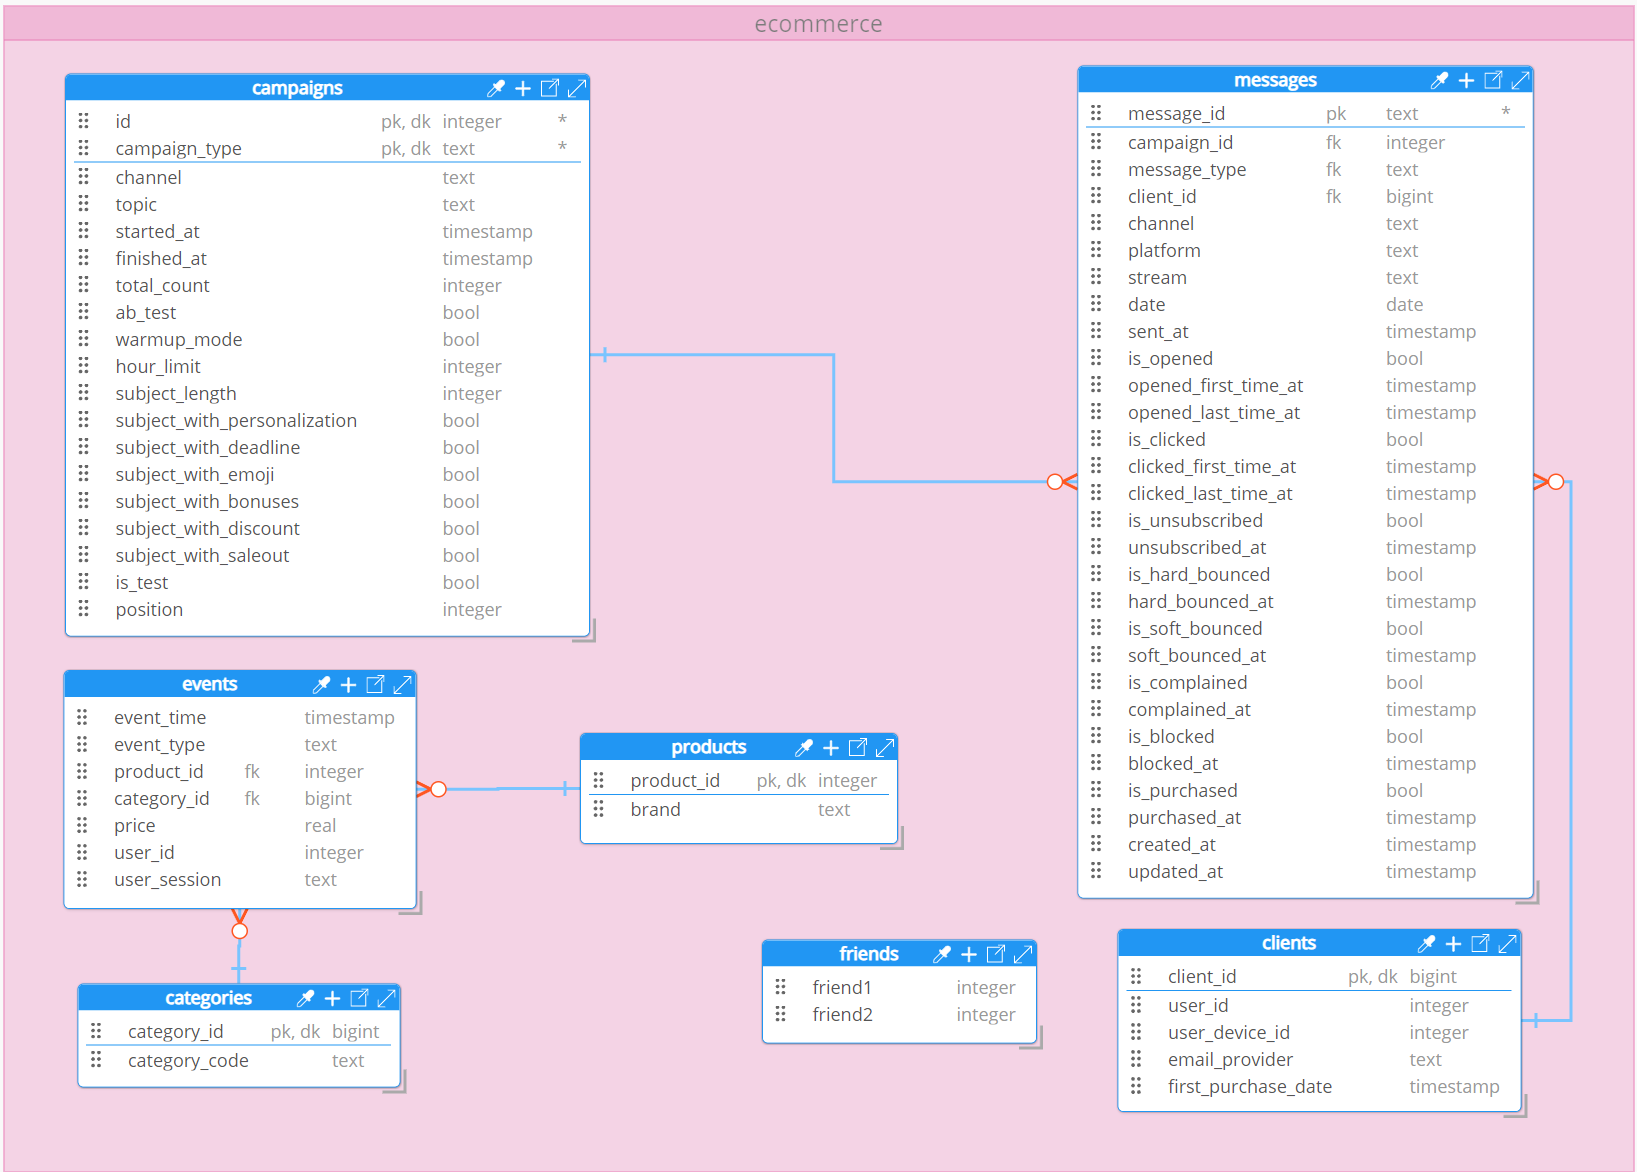 ecommerce
campaigns
id pk, dk integer *
campaign_type pk, dk text *
channel text
topic text
started_at timestamp
finished_at timestamp
total_count integer
ab_test bool
warmup_mode bool
hour_limit integer
subject_length integer
subject_with_personalization bool
subject_with_deadline bool
subject_with_emoji bool
subject_with_bonuses bool
subject_with_discount bool
subject_with_saleout bool
is_test bool
position integer
messages
message_id pk text *
campaign_id fk integer
message_type fk text
client_id fk bigint
channel text
platform text
stream text
date date
sent_at timestamp
is_opened bool
opened_first_time_at timestamp
opened_last_time_at timestamp
is_clicked bool
clicked_first_time_at timestamp
clicked_last_time_at timestamp
is_unsubscribed bool
unsubscribed_at timestamp
is_hard_bounced bool
hard_bounced_at timestamp
is_soft_bounced bool
soft_bounced_at timestamp
is_complained bool
complained_at timestamp
is_blocked bool
blocked_at timestamp
is_purchased bool
purchased_at timestamp
created_at timestamp
updated_at timestamp
events
event_time timestamp
event_type text
product_id fk integer
category_id fk bigint
price real
user_id integer
user_session text
products
product_id pk, dk integer
brand text
categories
category_id pk, dk bigint
category_code text
friends
friend1 integer
friend2 integer
clients
client_id pk, dk bigint
user_id integer
user_device_id integer
email_provider text
first_purchase_date timestamp